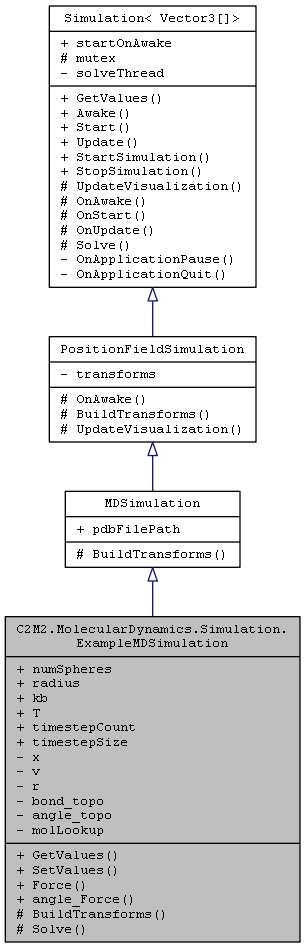 Simulation< Vector3[]>
+ startOnAwake
# mutex
- solveThread
+ GetValues()
+ Awake()
+ Start()
+ Update()
+ StartSimulation()
+ StopSimulation()
# UpdateVisualization()
# OnAwake()
# OnStart()
# OnUpdate()
# Solve()
- OnApplicationPause()
- OnApplicationQuit()
PositionFieldSimulation
- transforms
# OnAwake()
# BuildTransforms()
# UpdateVisualization()
MDSimulation
+ pdbFilePath
# BuildTransforms()
C2M2.MolecularDynamics.Simulation.
ExampleMDSimulation
+ numSpheres
+ radius
+ kb
+ T
+ timestepCount
+ timestepSize
- x
- v
- r
- bond_topo
- angle_topo
- molLookup
+ GetValues()
+ SetValues()
+ Force()
+ angle_Force()
# BuildTransforms()
# Solve()